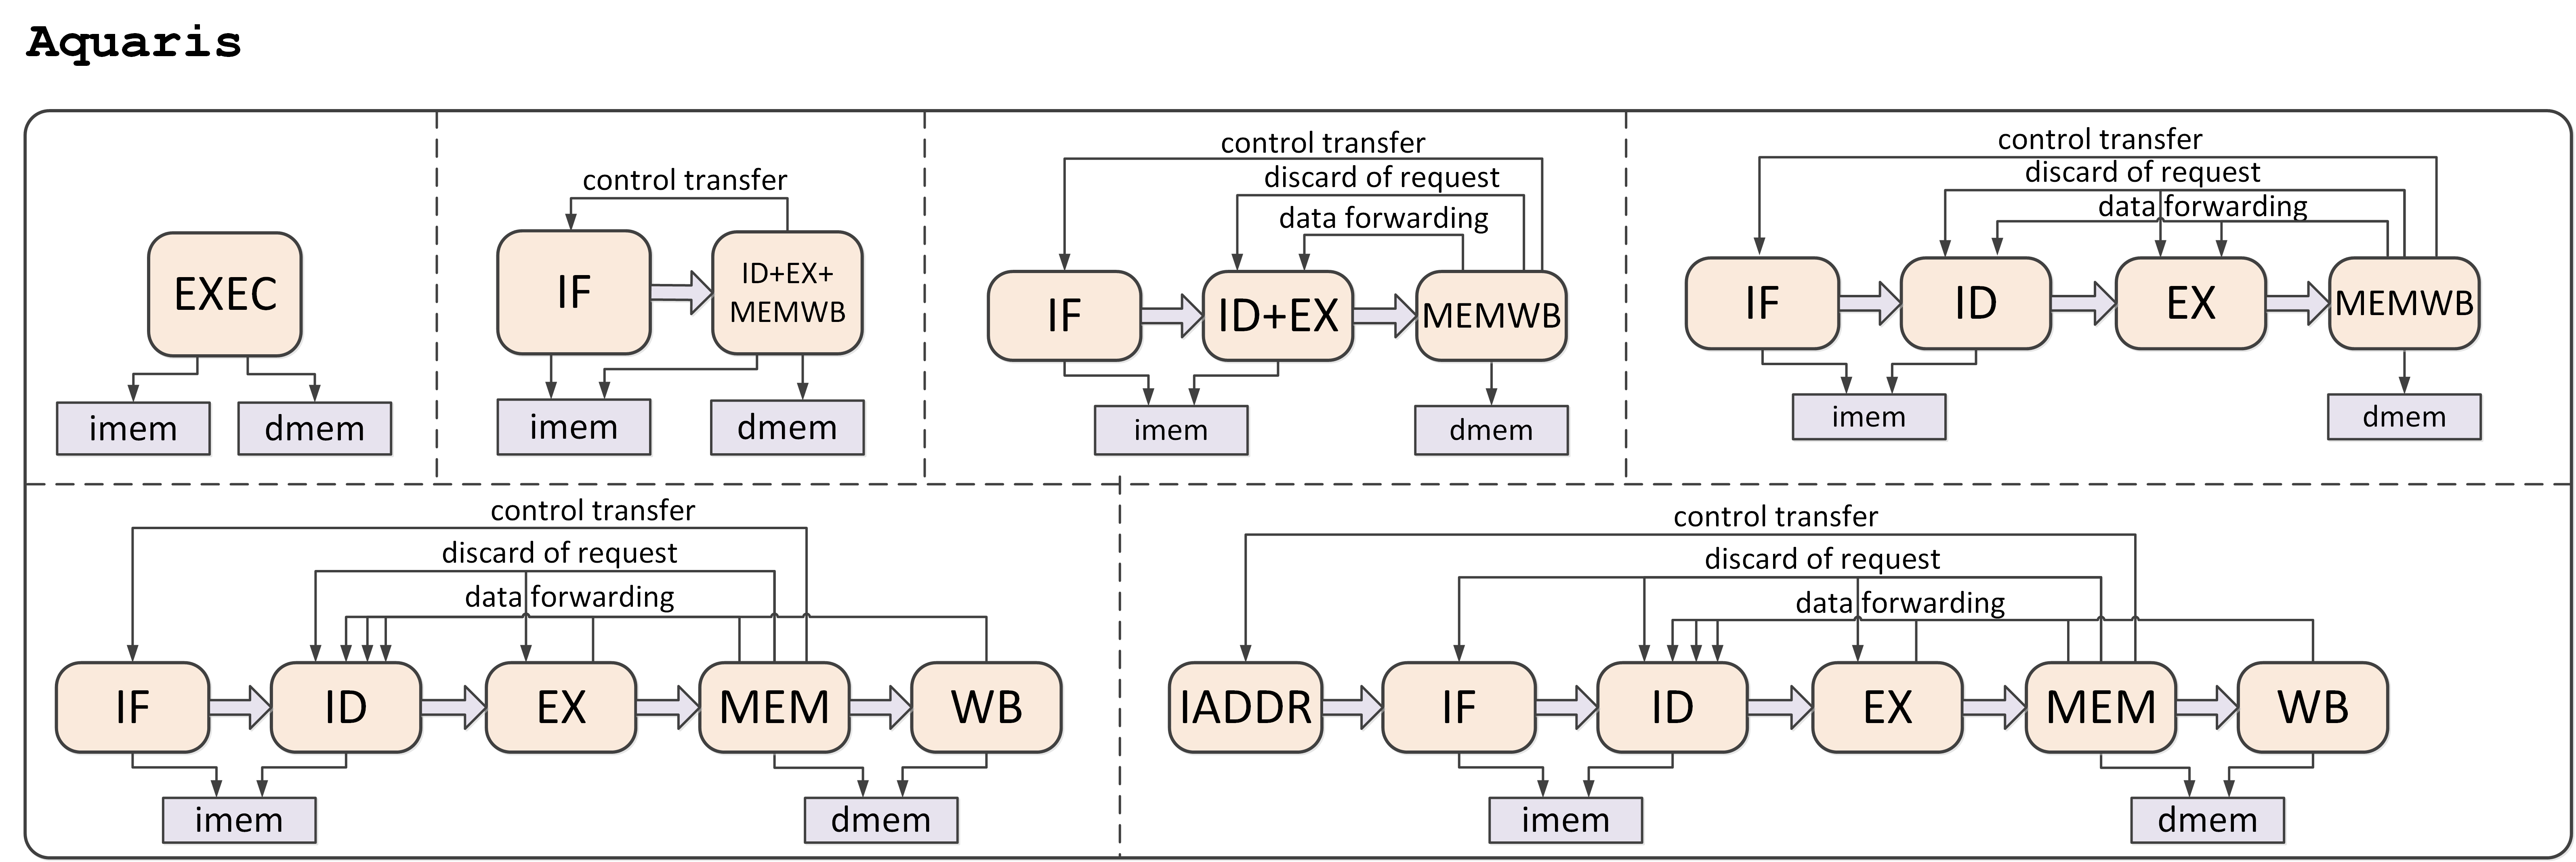 Aquaris
EXEC
imem
dmem
control transfer
IF
ID+EX+
MEMWB
imem
dmem
control transfer
discard of request
data forwarding
IF
ID+EX
MEMWB
imem
dmem
control transfer
discard of request
data forwarding
IF
ID
EX
MEMWB
imem
dmem
control transfer
discard of request
data forwarding
IF
ID
EX
MEM
WB
imem
dmem
control transfer
discard of request
data forwarding
IADDR
IF
ID
EX
MEM
WB
imem
dmem